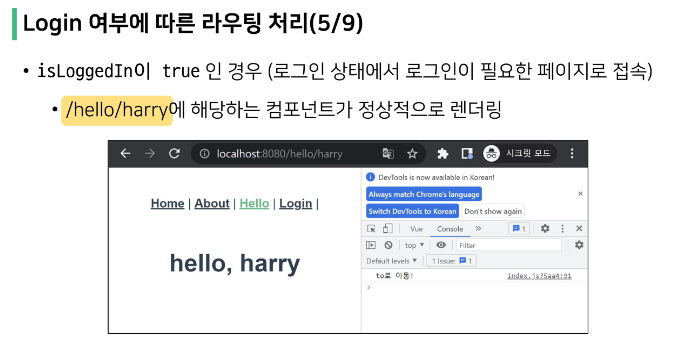 Login 여부에 따른 라우팅 처리(5/9)
• isLoggedIn이 true 인 경우 (로그인 상태에서 로그인이 필요한 페이지로 접속)
• /hello/harry에 해당하는 컴포넌트가 정상적으로 렌더링
localhost:8080/hello/harry
시크릿 모드
Home | About | Hello | Login |
hello, harry
DevTools is now available in Korean!
Always match Chrome's language
Switch DevTools to Korean
Don't show again
Vue
Console
1
top
Filter
Default levels
1 Issue:
1
to로 이동!
index.js?5aa4:91